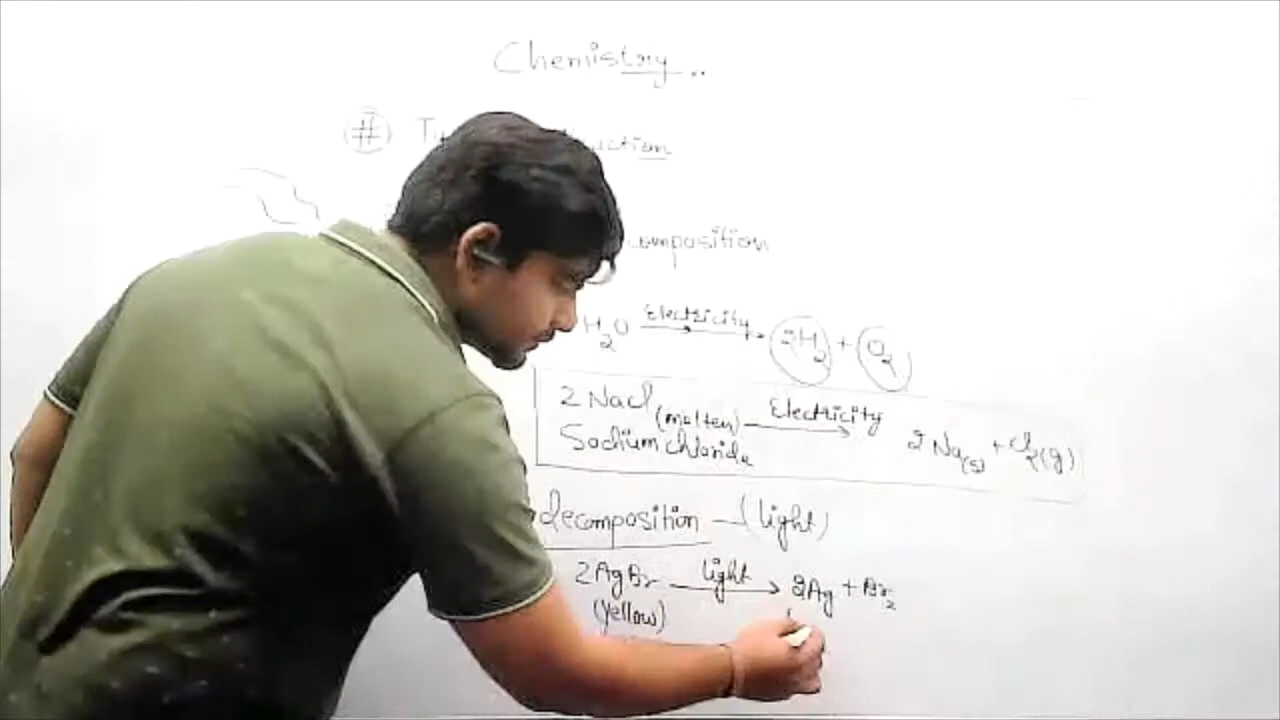 Chemistry ..
#
composition
H2O Electricity → 2H2 + O2
2 NaCl (molten) Electricity → 2 Na(s) + Cl2(g)
Sodium chloride
decomposition – (light)
2AgBr light → 2Ag + Br2
(yellow)